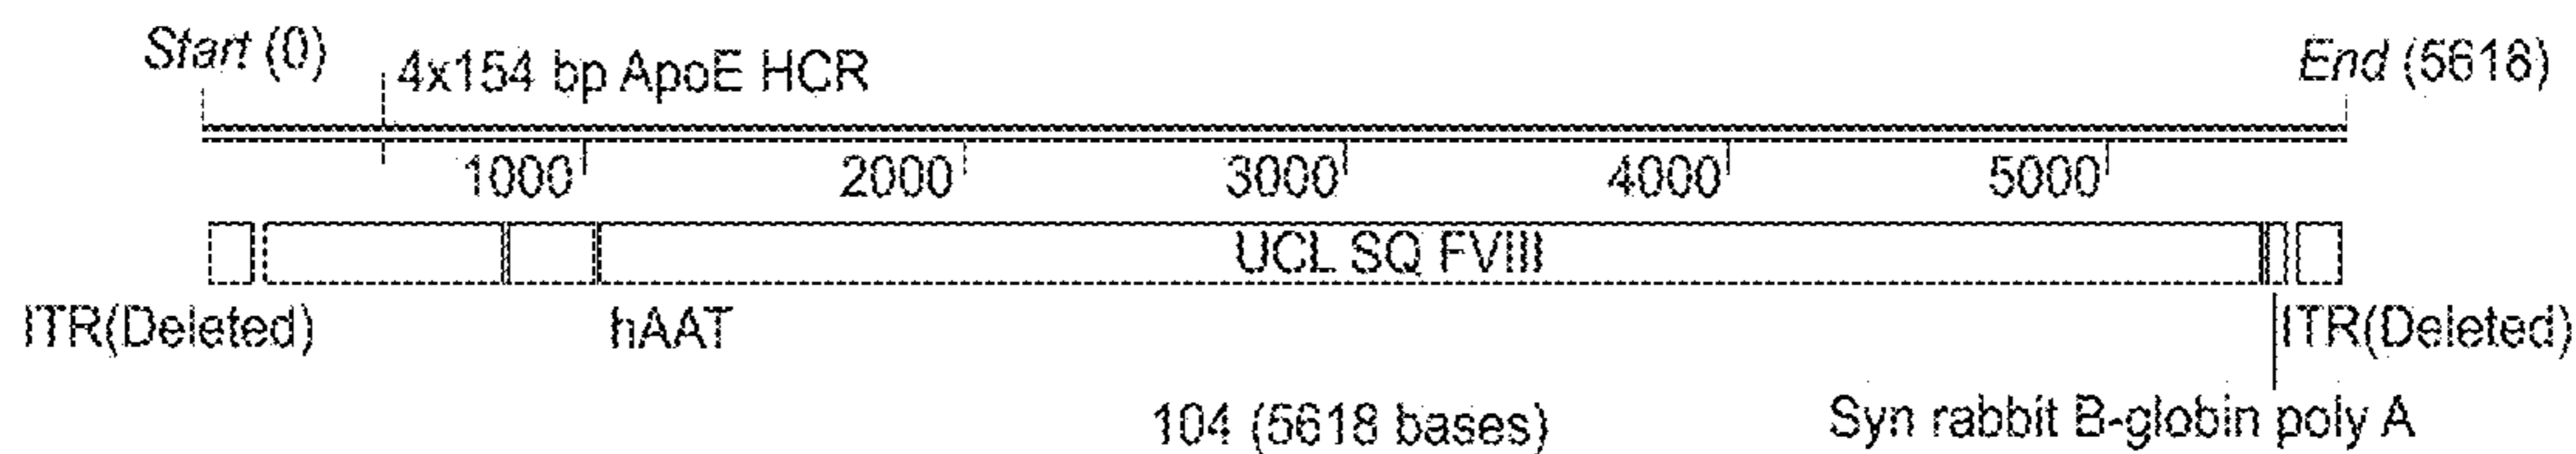 Start (0)
4x154 bp ApoE HCR
End (5618)
1000
2000
3000
4000
5000
UCL SQ FVIII
ITR(Deleted)
hAAT
ITR(Deleted)
104 (5618 bases)
Syn rabbit B-globin poly A